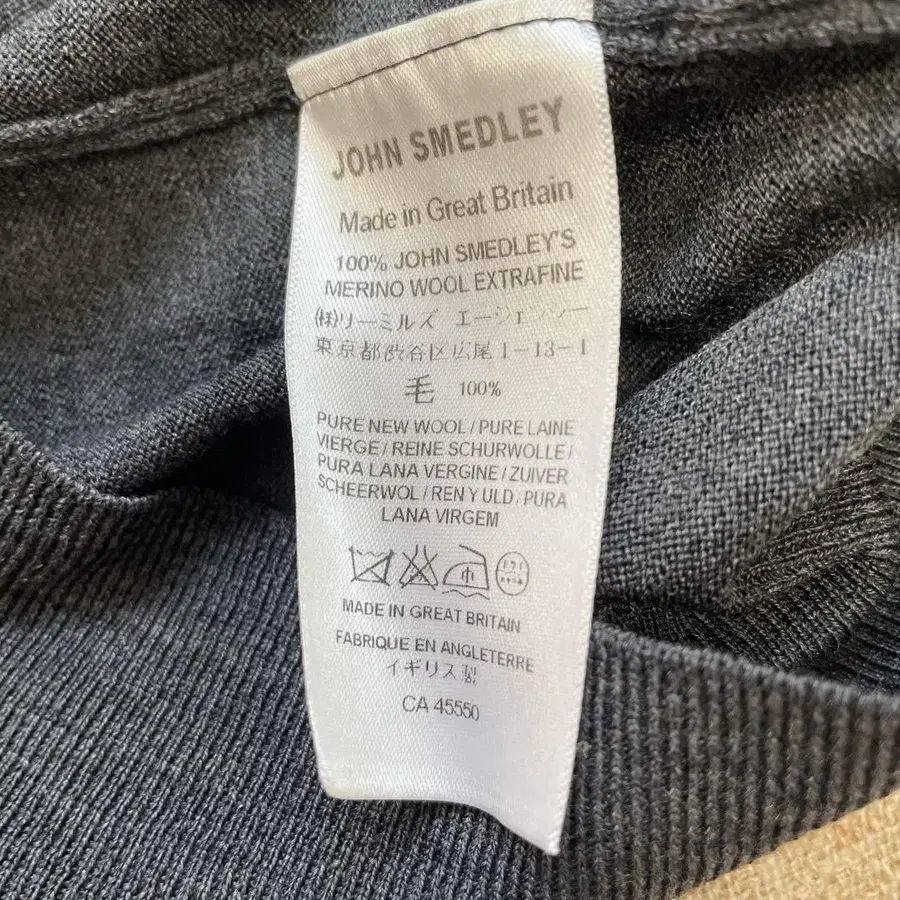 JOHN SMEDLEY
Made in Great Britain
100% JOHN SMEDLEY'S
MERINO WOOL EXTRAFINE
(株)リーミルズ エージェンシー
東京都渋谷区広尾1-13-1
毛 100%
PURE NEW WOOL / PURE LAINE
VIERGE / REINE SCHURWOLLE /
PURA LANA VERGINE / ZUIVER
SCHEERWOL / REN Y ULD / PURA
LANA VIRGEM
中
MADE IN GREAT BRITAIN
FABRIQUE EN ANGLETERRE
イギリス製
CA 45550